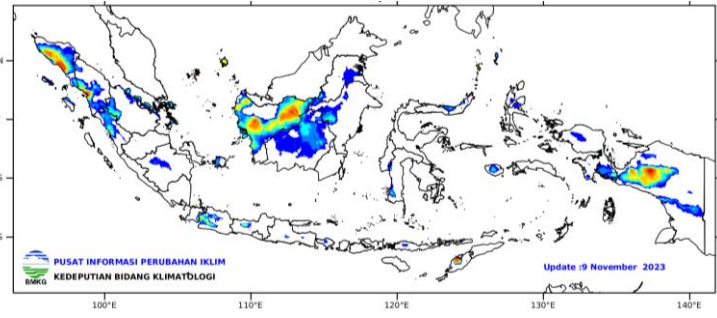 PUSAT INFORMASI PERUBAHAN IKLIM
KEDEPUTIAN BIDANG KLIMATOLOGI
BMKG
Update :9 November 2023
100°E 110°E 120°E 130°E 140°E